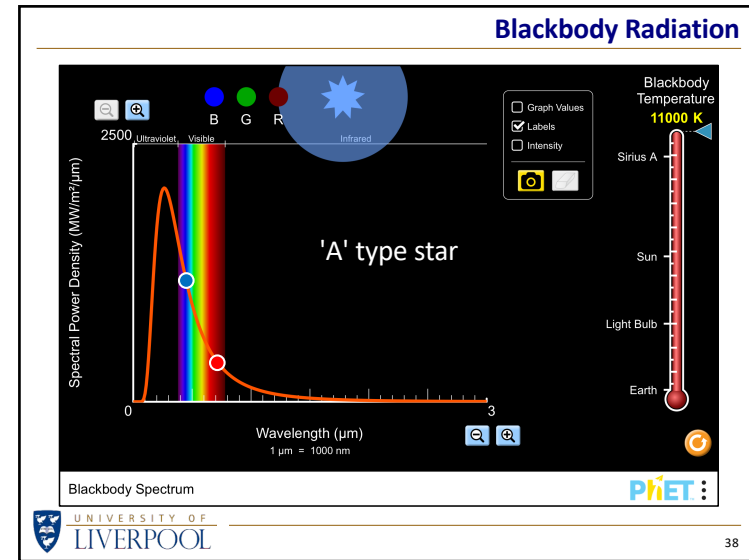 Blackbody Radiation
B G R
2500
Ultraviolet Visible Infrared
Spectral Power Density (MW/m²/μm)
'A' type star
0
3
Wavelength (μm)
1 μm = 1000 nm
Graph Values
Labels
Intensity
Blackbody
Temperature
11000 K
Sirius A
Sun
Light Bulb
Earth
Blackbody Spectrum
PhET
UNIVERSITY OF
LIVERPOOL
38